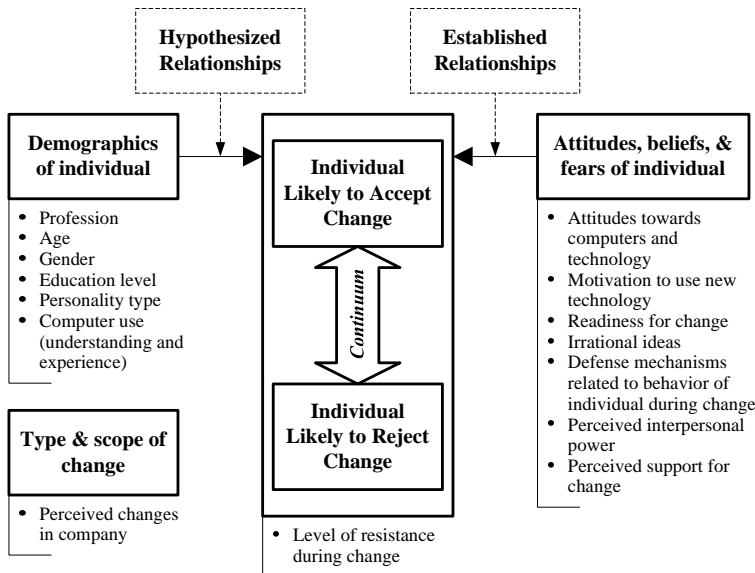 Hypothesized
Relationships
Established
Relationships
Demographics
of individual
• Profession
• Age
• Gender
• Education level
• Personality type
• Computer use
(understanding and
experience)
Type & scope of
change
• Perceived changes
in company
Individual
Likely to Accept
Change
Continuum
Individual
Likely to Reject
Change
• Level of resistance
during change
Attitudes, beliefs, &
fears of individual
• Attitudes towards
computers and
technology
• Motivation to use new
technology
• Readiness for change
• Irrational ideas
• Defense mechanisms
related to behavior of
individual during change
• Perceived interpersonal
power
• Perceived support for
change